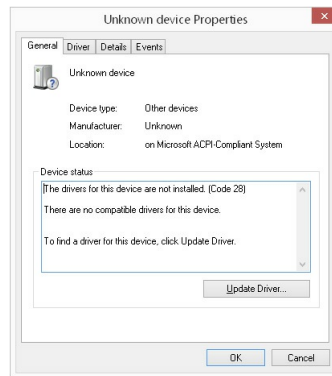 Unknown device Properties
x
General Driver Details Events
Unknown device
Device type: Other devices
Manufacturer: Unknown
Location: on Microsoft ACPI-Compliant System
Device status
The drivers for this device are not installed. (Code 28)
There are no compatible drivers for this device.
To find a driver for this device, click Update Driver.
Update Driver...
OK Cancel